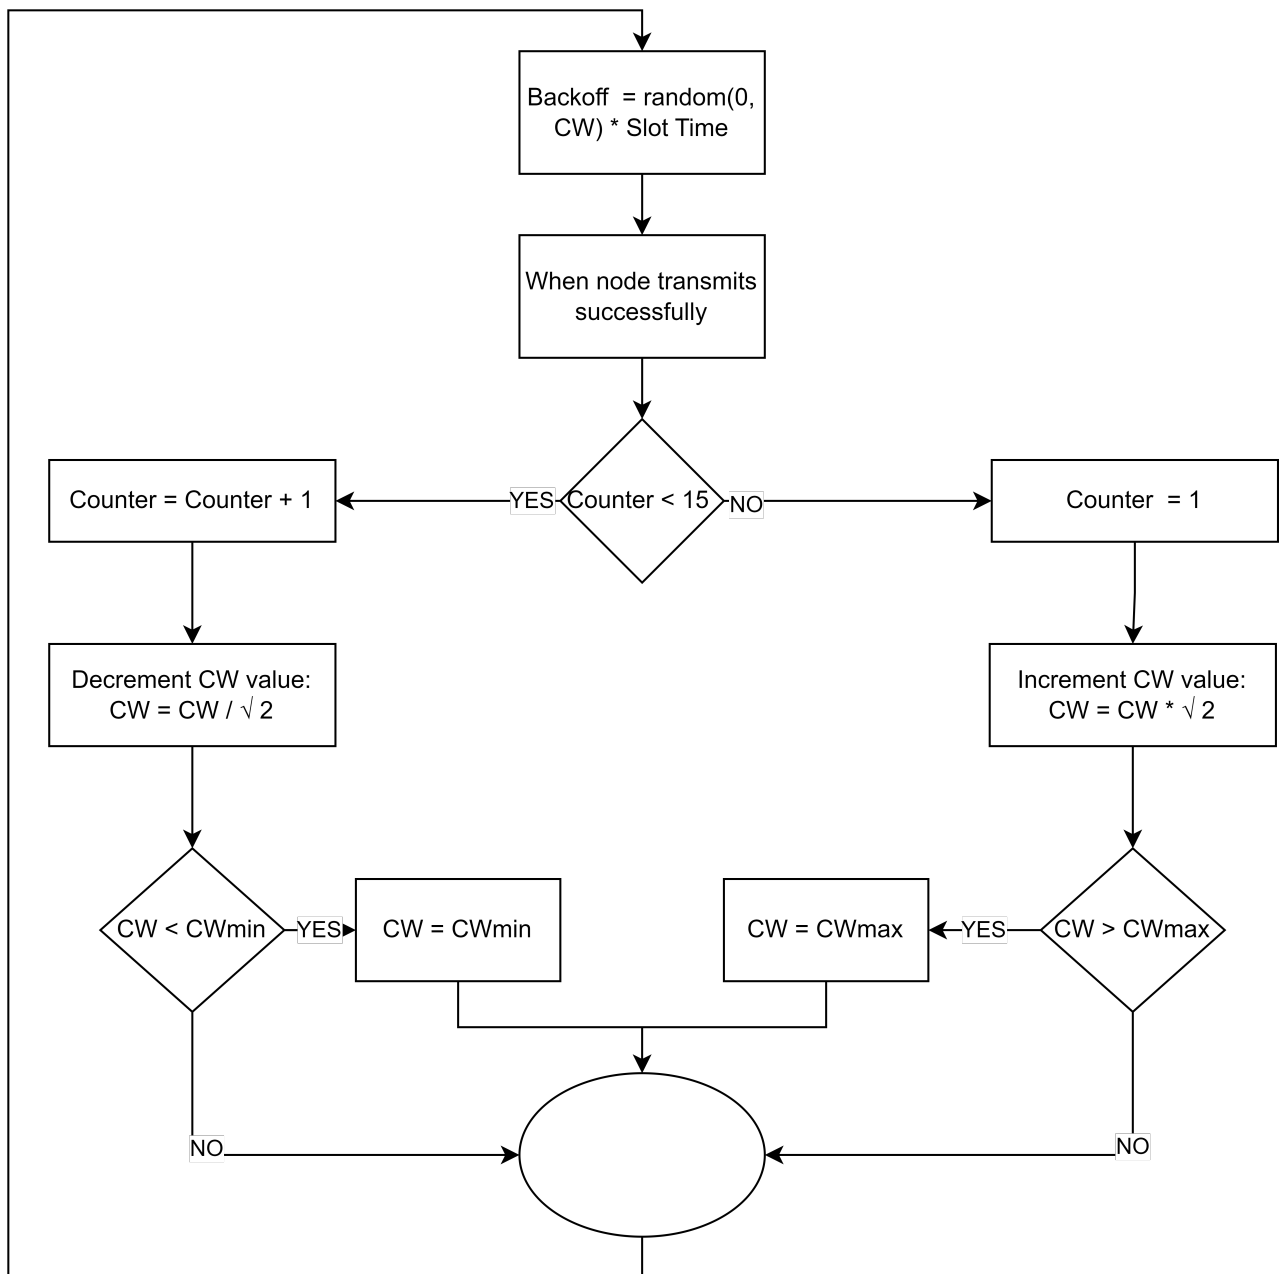 Backoff  = random(0,
CW) * Slot Time
When node transmits
successfully
Counter = Counter + 1
YES
Counter < 15
NO
Counter  = 1
Decrement CW value:
CW = CW / √ 2
Increment CW value:
CW = CW * √ 2
CW < CWmin
YES
CW = CWmin
CW = CWmax
YES
CW > CWmax
NO
NO